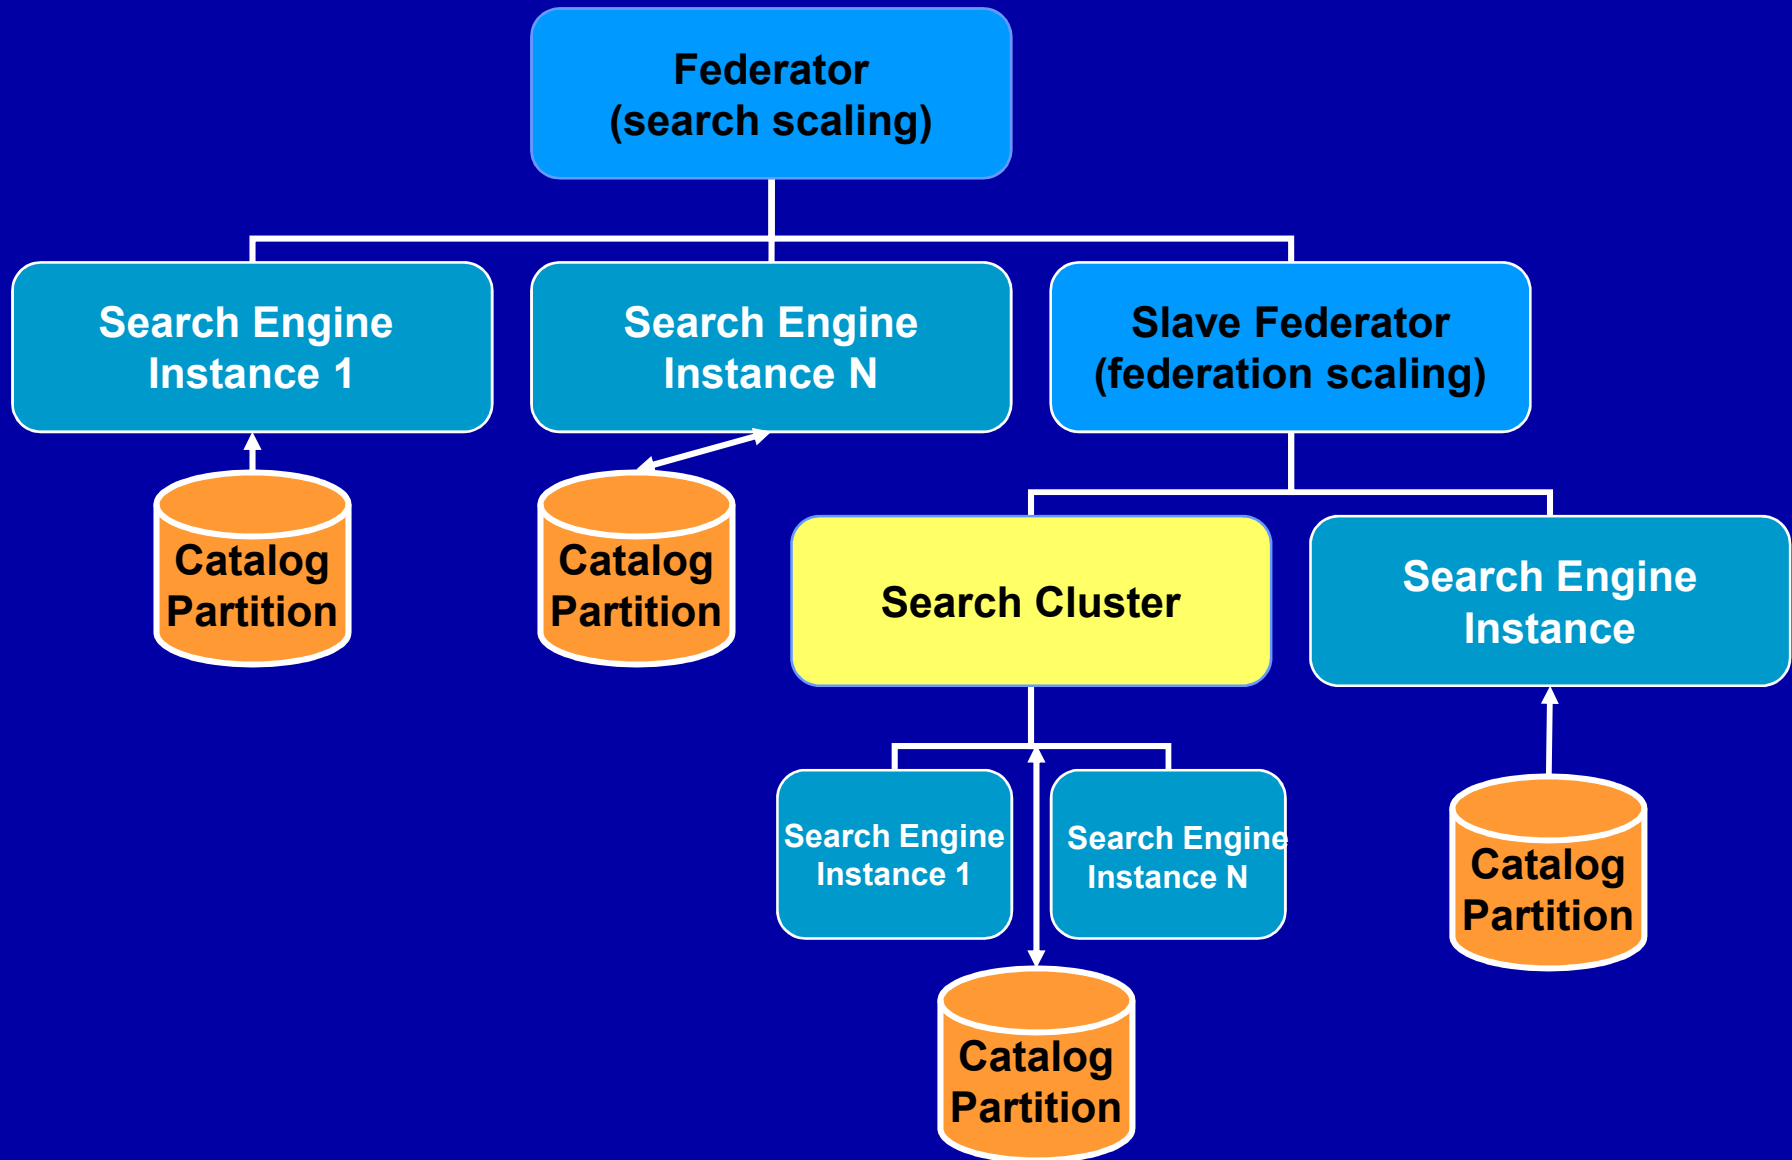 Federator
(search scaling)
Search Engine
Instance 1
Search Engine
Instance N
Slave Federator
(federation scaling)
Catalog
Partition
Catalog
Partition
Search Cluster
Search Engine
Instance
Search Engine
Instance 1
Search Engine
Instance N
Catalog
Partition
Catalog
Partition